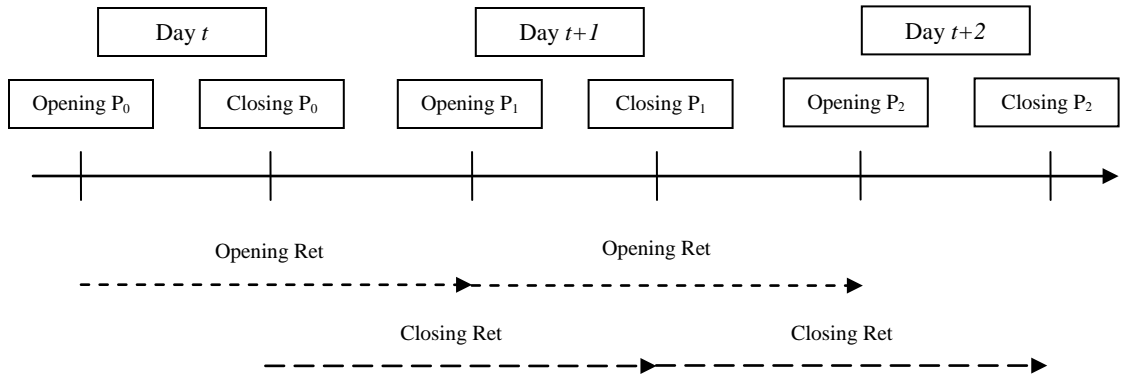 Day t
Day t+1
Day t+2
Opening P₀
Closing P₀
Opening P₁
Closing P₁
Opening P₂
Closing P₂
Opening Ret
Opening Ret
Closing Ret
Closing Ret